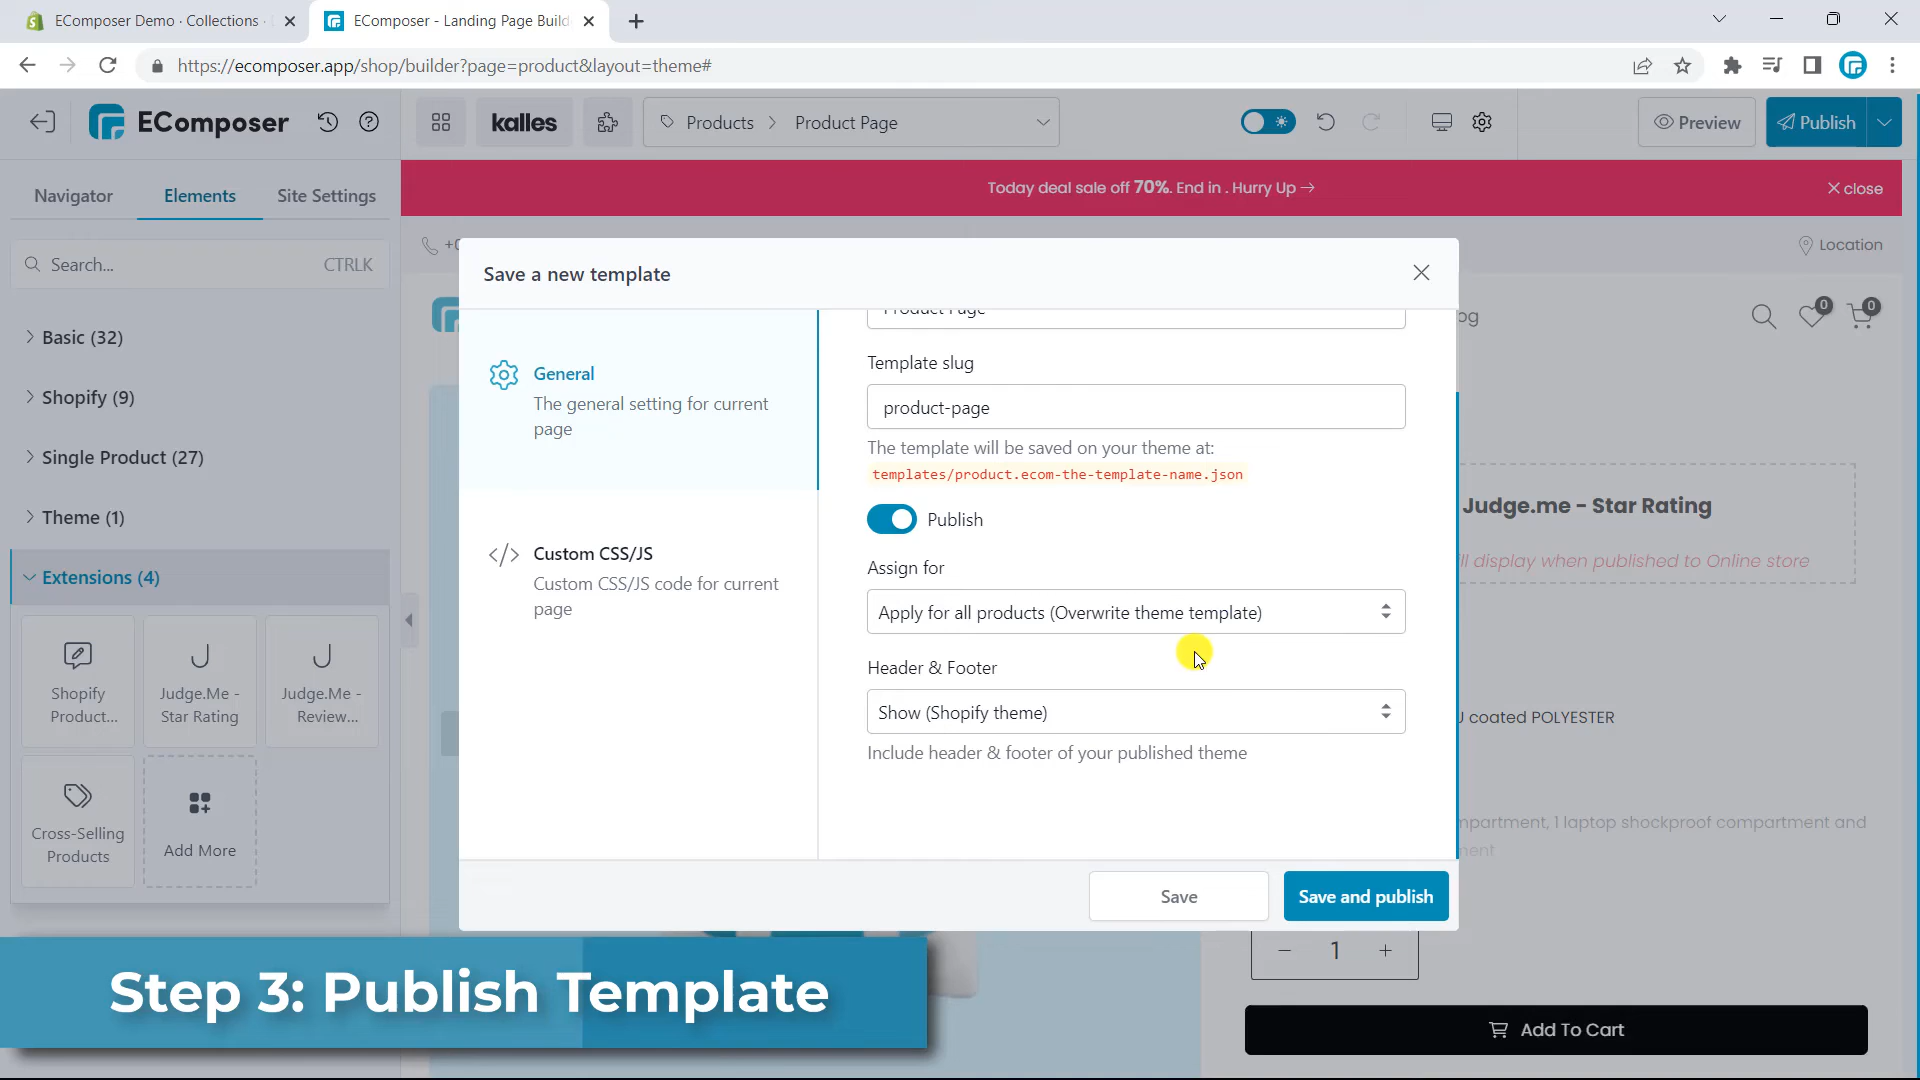 EComposer Demo · Collections ·
EComposer - Landing Page Build
https://ecomposer.app/shop/builder?page=product&layout=theme#
EComposer
kalles
Products
Product Page
Preview
Publish
Navigator
Elements
Site Settings
Today deal sale off 70%. End in . Hurry Up →
close
Search...
CTRLK
Location
Save a new template
Product Page
0
0
Basic (32)
Shopify (9)
Single Product (27)
Theme (1)
Extensions (4)
Shopify
Product...
Judge.Me -
Star Rating
Judge.Me -
Review...
Cross-Selling
Products
Add More
General
The general setting for current
page
Custom CSS/JS
Custom CSS/JS code for current
page
Template slug
product-page
The template will be saved on your theme at:
templates/product.ecom-the-template-name.json
Publish
Assign for
Apply for all products (Overwrite theme template)
Header & Footer
Show (Shopify theme)
Include header & footer of your published theme
Save
Save and publish
Judge.me - Star Rating
display when published to Online store
coated POLYESTER
1 laptop shockproof compartment and
1
Add To Cart
Step 3: Publish Template